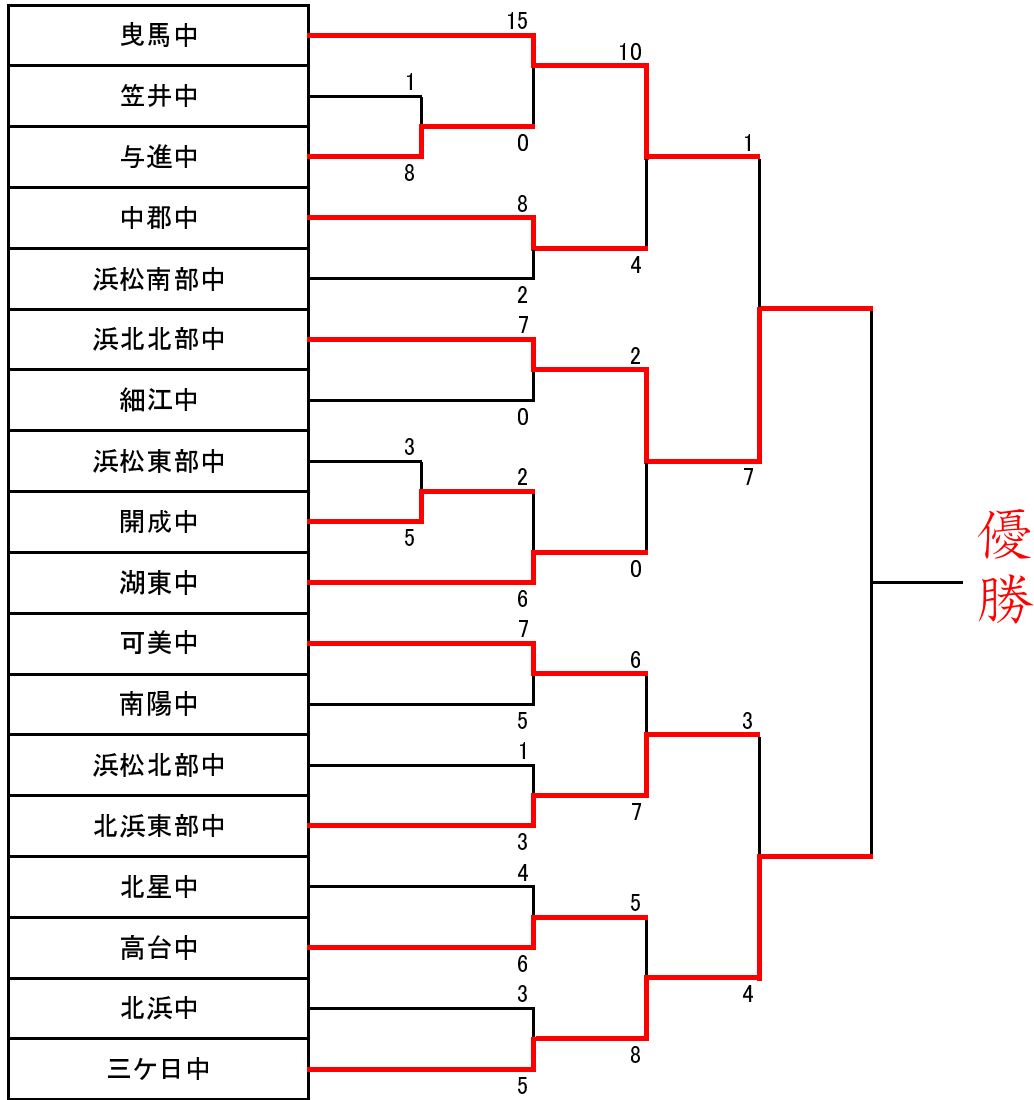 曳馬中
笠井中
与進中
中郡中
浜松南部中
浜北北部中
細江中
浜松東部中
開成中
湖東中
可美中
南陽中
浜松北部中
北浜東部中
北星中
高台中
北浜中
三ケ日中
1
8
3
5
15
0
8
2
7
0
2
6
7
5
1
3
4
6
3
5
10
4
2
0
6
7
5
8
1
7
3
4
優
勝